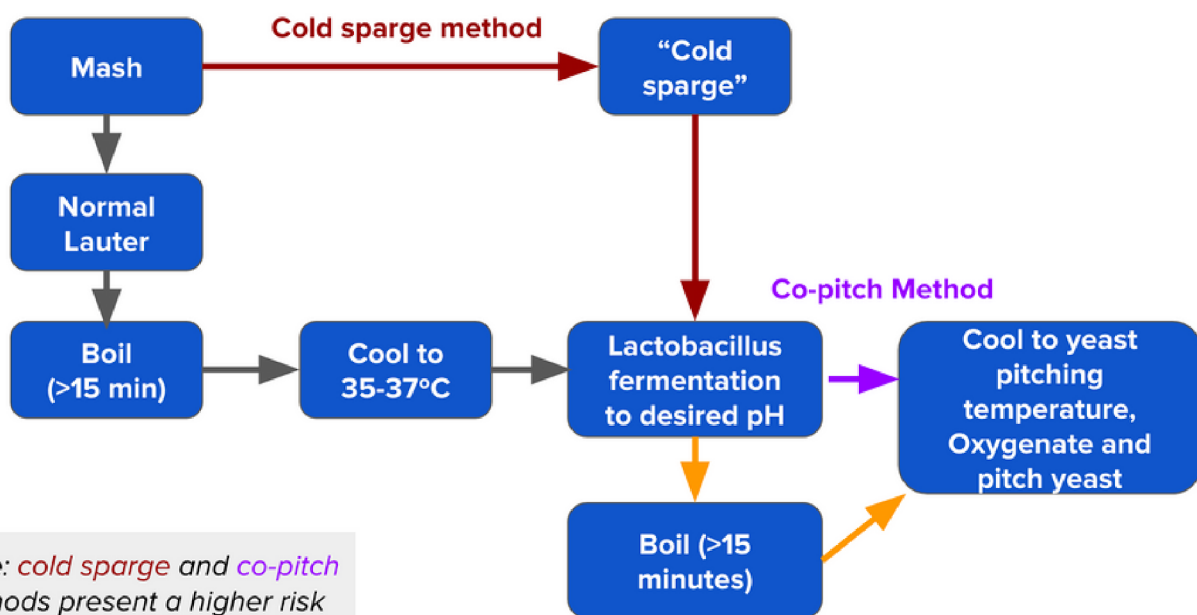 Cold sparge method
Mash
“Cold
sparge”
Normal
Lauter
Co-pitch Method
Boil
(>15 min)
Cool to
35-37ºC
Lactobacillus
fermentation
to desired pH
Cool to yeast
pitching
temperature,
Oxygenate and
pitch yeast
Boil (>15
minutes)
cold sparge and co-pitch
present a higher risk